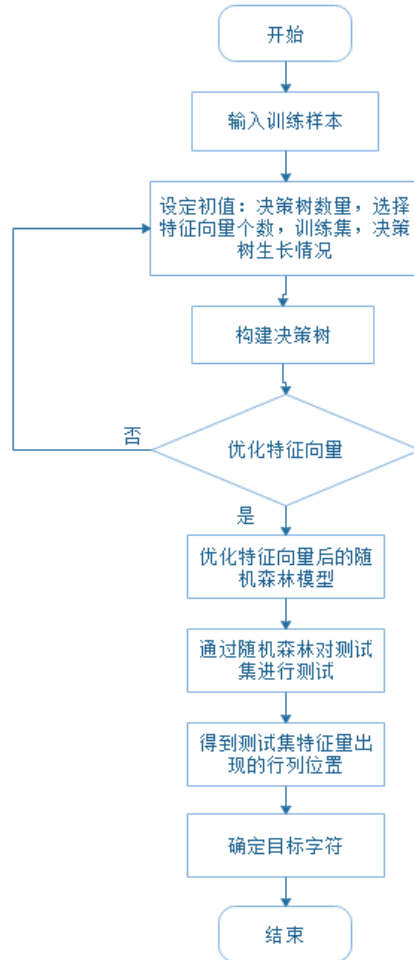 开始
输入训练样本
设定初值：决策树数量，选择
特征向量个数，训练集，决策
树生长情况
构建决策树
否
优化特征向量
是
优化特征向量后的随
机森林模型
通过随机森林对测试
集进行测试
得到测试集特征量出
现的行列位置
确定目标字符
结束